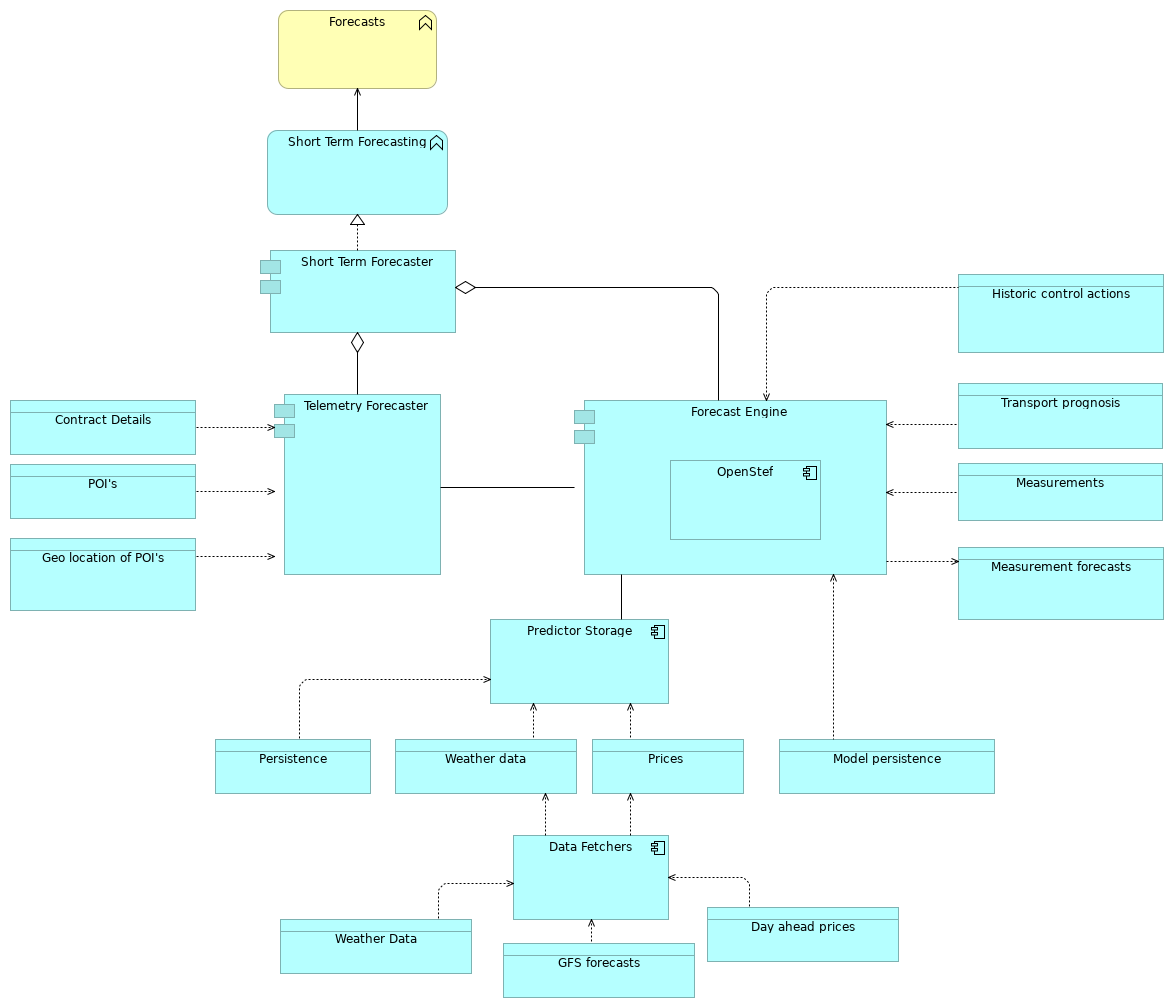 Forecasts
Short Term Forecasting
Short Term Forecaster
Historic control actions
Telemetry Forecaster
Forecast Engine
Transport prognosis
Contract Details
OpenStef
POI's
Measurements
Geo location of POI's
Measurement forecasts
Predictor Storage
Persistence
Weather data
Prices
Model persistence
Data Fetchers
Weather Data
Day ahead prices
GFS forecasts